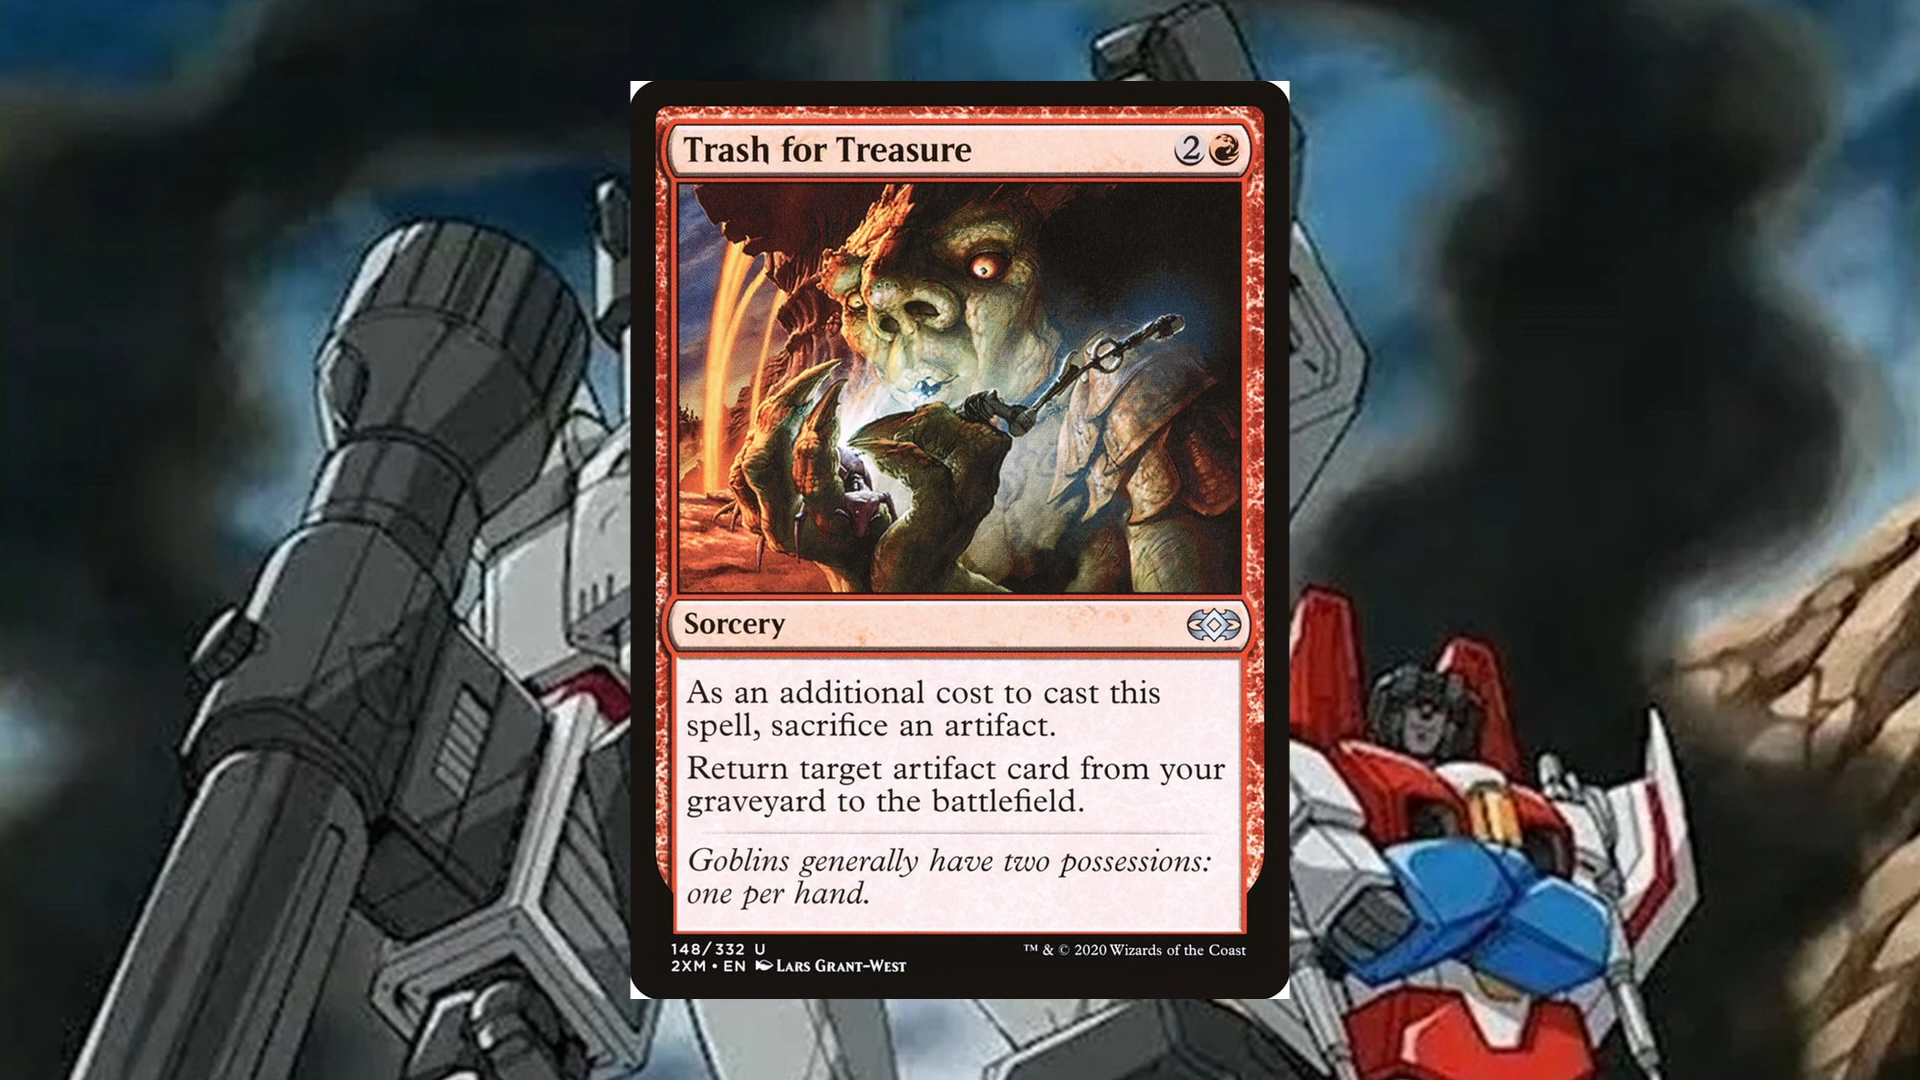 Trash for Treasure 2
Sorcery
As an additional cost to cast this
spell, sacrifice an artifact.
Return target artifact card from your
graveyard to the battlefield.
Goblins generally have two possessions:
one per hand.
148/332 U
™ & © 2020 Wizards of the Coast
2XM • EN Lars Grant-West